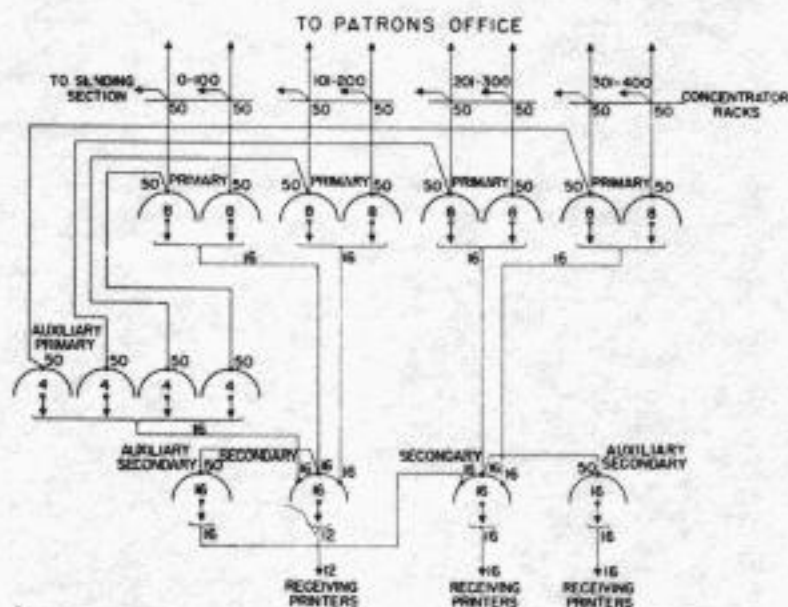 TO PATRONS OFFICE
TO SENDING SECTION
0-100
101-200
201-300
301-400
CONCENTRATOR RACKS
50 50 50 50 50 50 50 50
50 PRIMARY 50 50 PRIMARY 50 50 PRIMARY 50 50 PRIMARY 50
8 8 8 8 8 8 8 8
16 16 16 16
AUXILIARY PRIMARY
50 50 50 50
4 4 4 4
16
AUXILIARY SECONDARY
50
SECONDARY
16 16 16
SECONDARY
16 16 16
AUXILIARY SECONDARY
50
16 16 16 16
16 12 16 16
12 16 16
RECEIVING PRINTERS
RECEIVING PRINTERS
RECEIVING PRINTERS